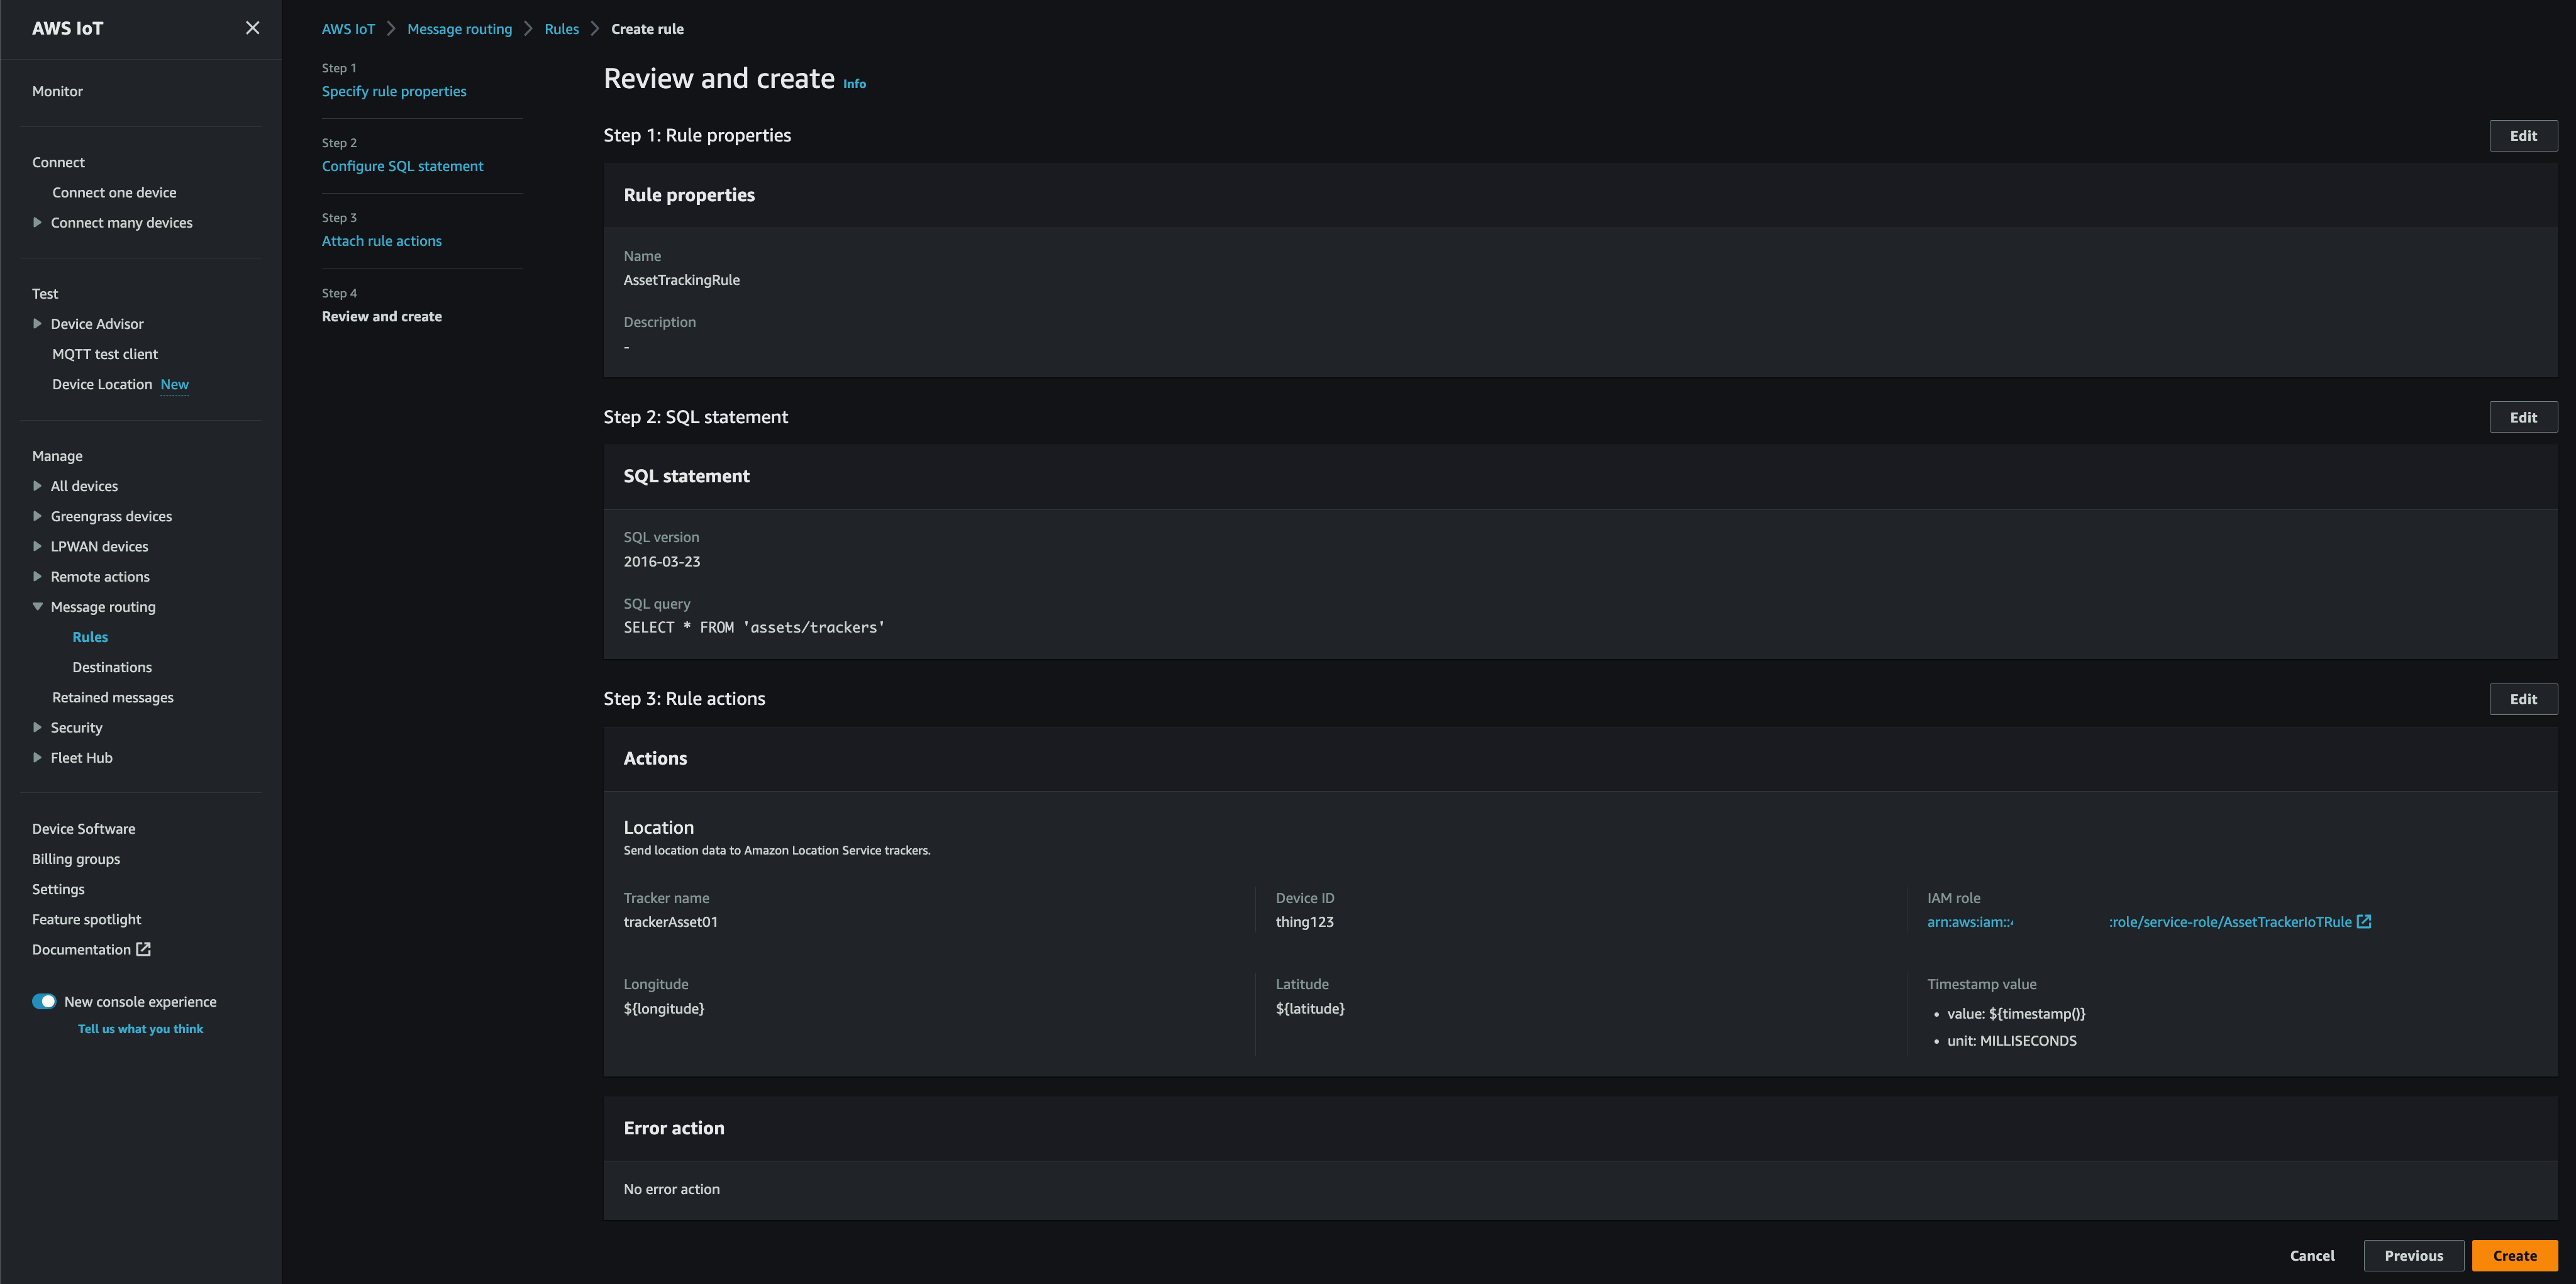 AWS IoT
Monitor
Connect
Connect one device
Connect many devices
Test
Device Advisor
MQTT test client
Device Location New
Manage
All devices
Greengrass devices
LPWAN devices
Remote actions
Message routing
Rules
Destinations
Retained messages
Security
Fleet Hub
Device Software
Billing groups
Settings
Feature spotlight
Documentation
New console experience
Tell us what you think
AWS IoT > Message routing > Rules > Create rule
Step 1
Specify rule properties
Step 2
Configure SQL statement
Step 3
Attach rule actions
Step 4
Review and create
Review and create Info
Step 1: Rule properties Edit
Rule properties
Name
AssetTrackingRule
Description
-
Step 2: SQL statement Edit
SQL statement
SQL version
2016-03-23
SQL query
SELECT * FROM 'assets/trackers'
Step 3: Rule actions Edit
Actions
Location
Send location data to Amazon Location Service trackers.
Tracker name Device ID IAM role
trackerAsset01 thing123 arn:aws:iam:: :role/service-role/AssetTrackerIoTRule
Longitude Latitude Timestamp value
${longitude} ${latitude}
• value: ${timestamp()}
• unit: MILLISECONDS
Error action
No error action
Cancel Previous Create